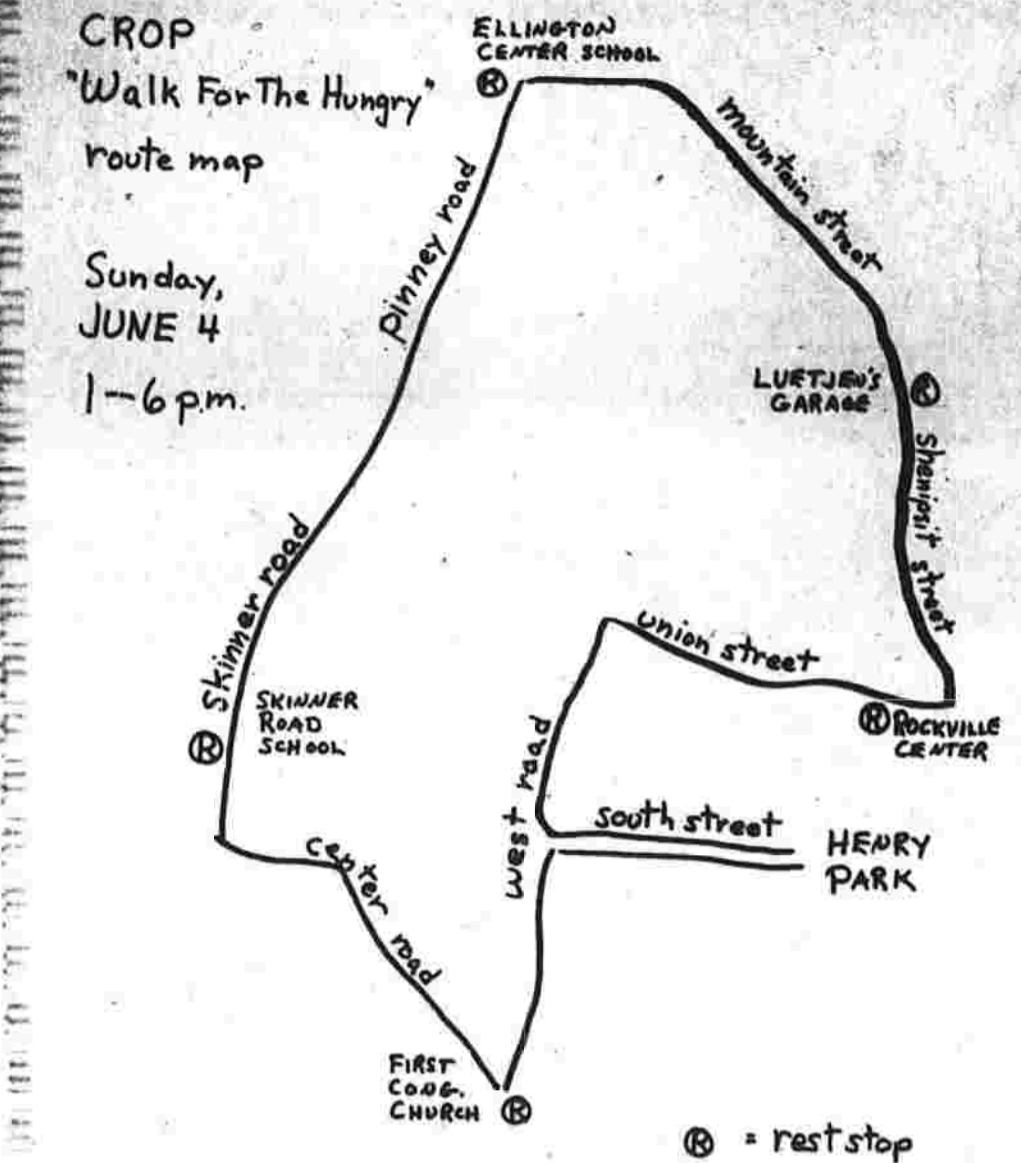 CROP
"Walk For The Hungry"
route map
Sunday,
JUNE 4
1--6 p.m.
ELLINGTON
CENTER SCHOOL
Ⓡ
mountain street
pinney road
LUETJEN'S
GARAGE
Ⓡ
Shenipsit street
skinner road
union street
SKINNER
ROAD
SCHOOL
Ⓡ
Ⓡ ROCKVILLE
CENTER
west road
south street
HENRY
PARK
center road
FIRST
CONG.
CHURCH Ⓡ
Ⓡ = rest stop